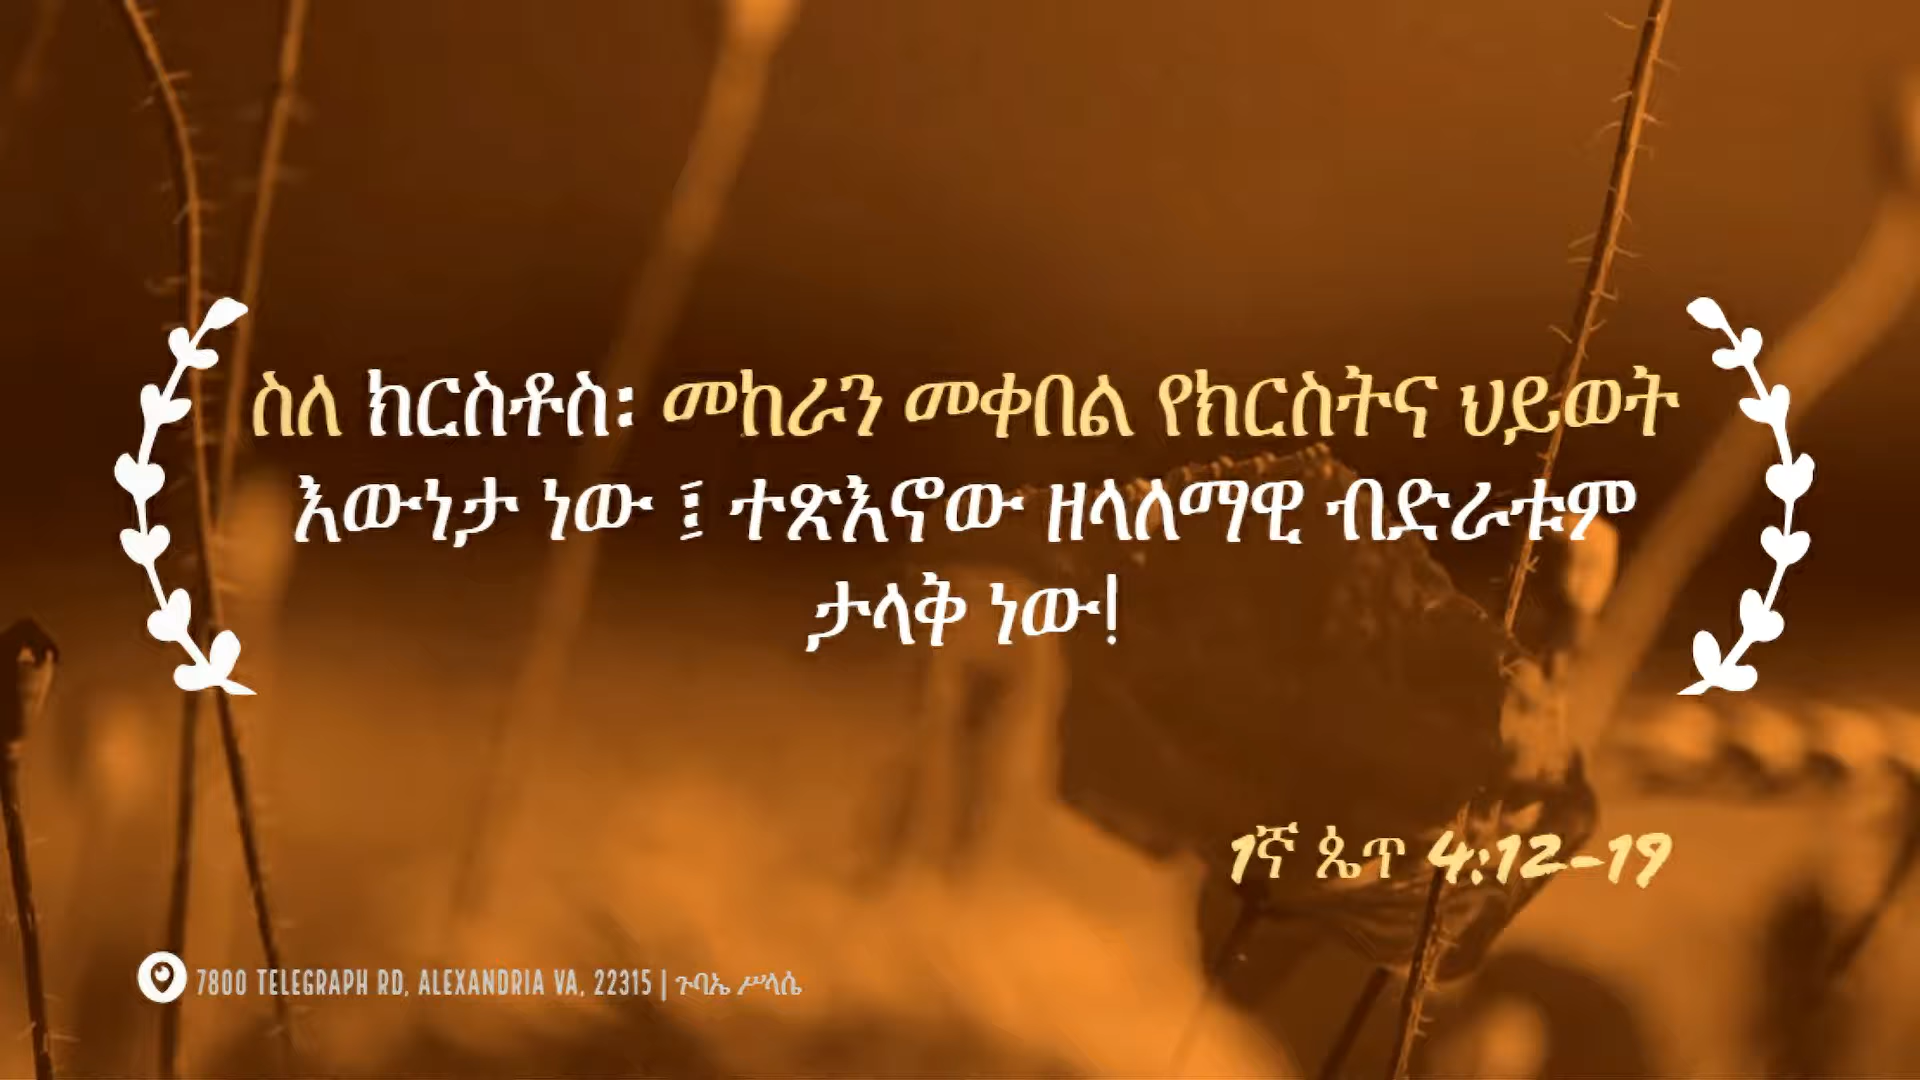 ስለ ክርስቶስ፡ መከራን መቀበል የክርስትና ህይወት
እውነታ ነው ፤ ተጽእኖው ዘላለማዊ ብድራቱም
ታላቅ ነው!
1ኛ ጴጥ 4:12-19
7800 TELEGRAPH RD, ALEXANDRIA VA, 22315 | ጉባኤ ሥላሴ